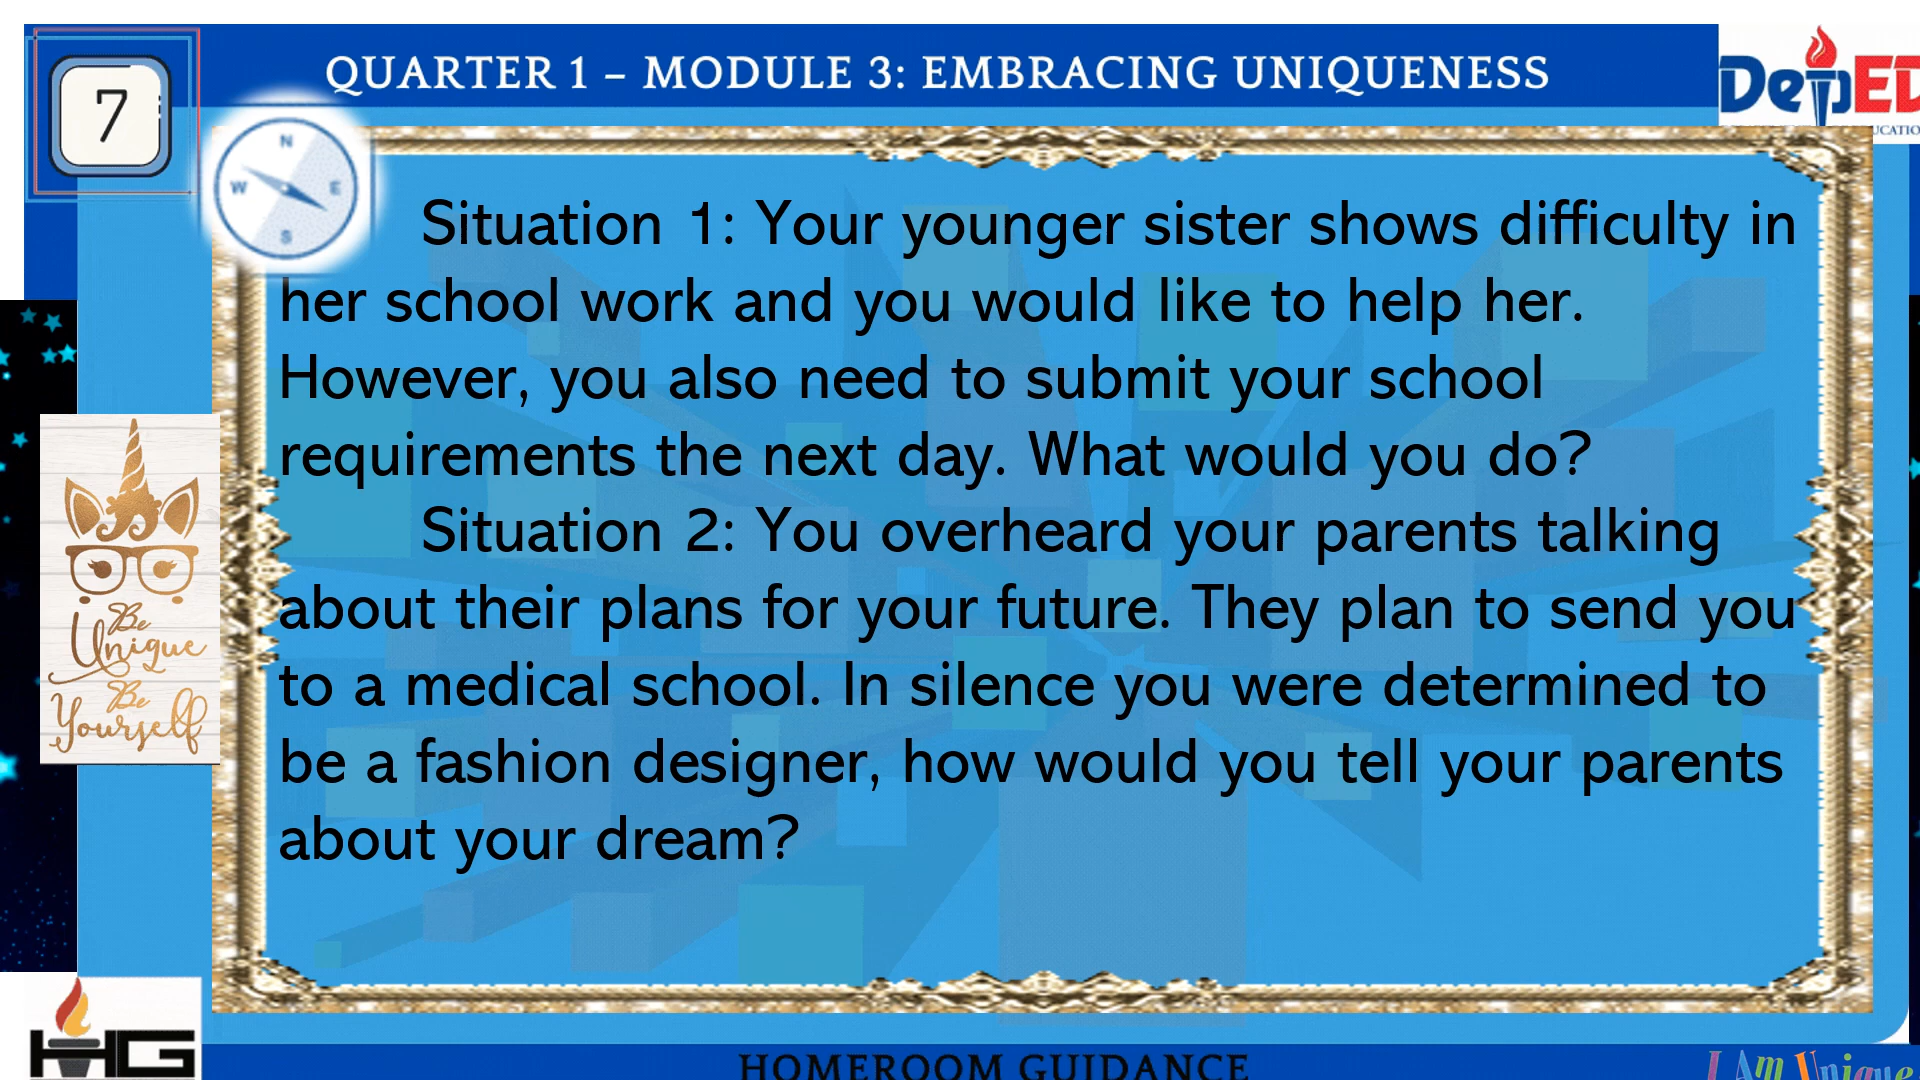 QUARTER 1 – MODULE 3: EMBRACING UNIQUENESS
DepED
UCATIO
7
N
W E
S
Situation 1: Your younger sister shows difficulty in
her school work and you would like to help her.
However, you also need to submit your school
requirements the next day. What would you do?
Situation 2: You overheard your parents talking
about their plans for your future. They plan to send you
to a medical school. In silence you were determined to
be a fashion designer, how would you tell your parents
about your dream?
Be
Unique
Be
Yourself
HG
HOMEROOM GUIDANCE
I Am Unique